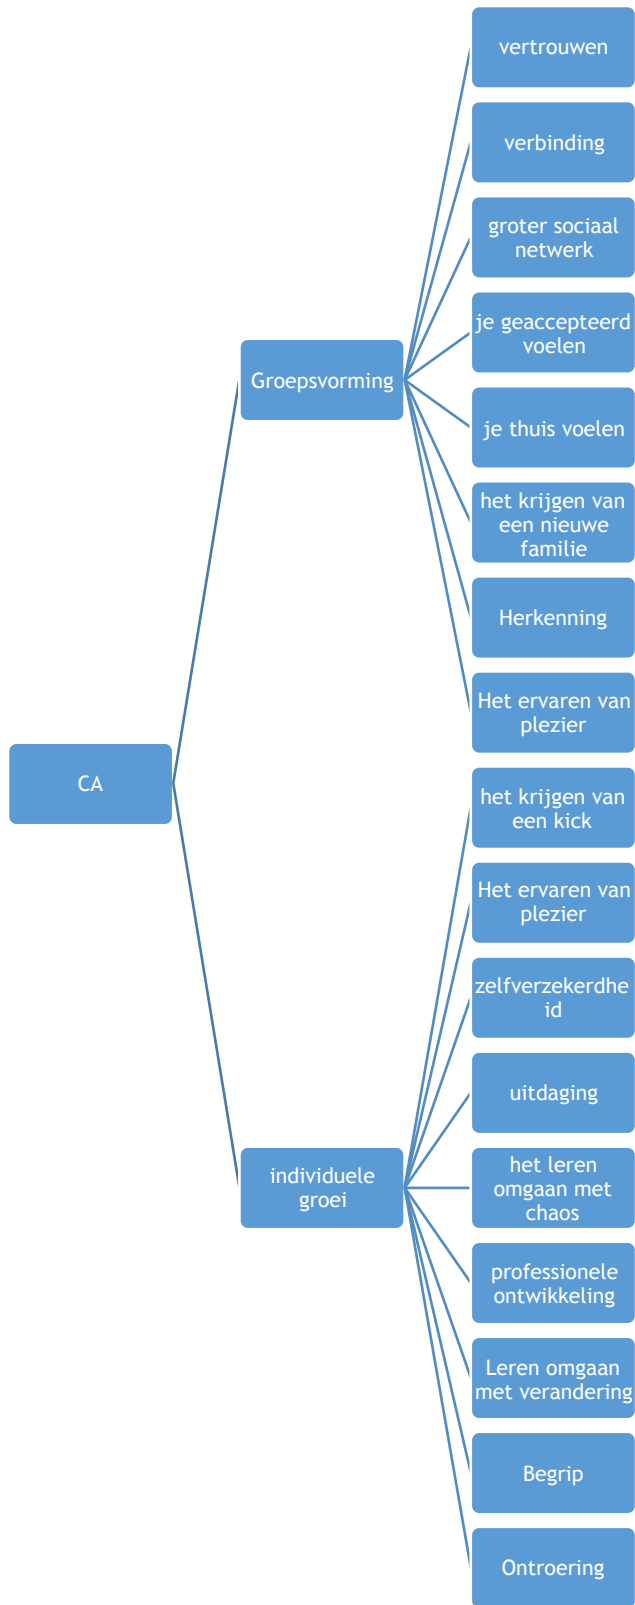 vertrouwen
verbinding
groter sociaal
netwerk
je geaccepteerd
voelen
Groepsvorming
je thuis voelen
het krijgen van
een nieuwe
familie
Herkenning
Het ervaren van
plezier
CA
het krijgen van
een kick
Het ervaren van
plezier
zelfverzekerdhe
id
uitdaging
individuele
groei
het leren
omgaan met
chaos
professionele
ontwikkeling
Leren omgaan
met verandering
Begrip
Ontroering